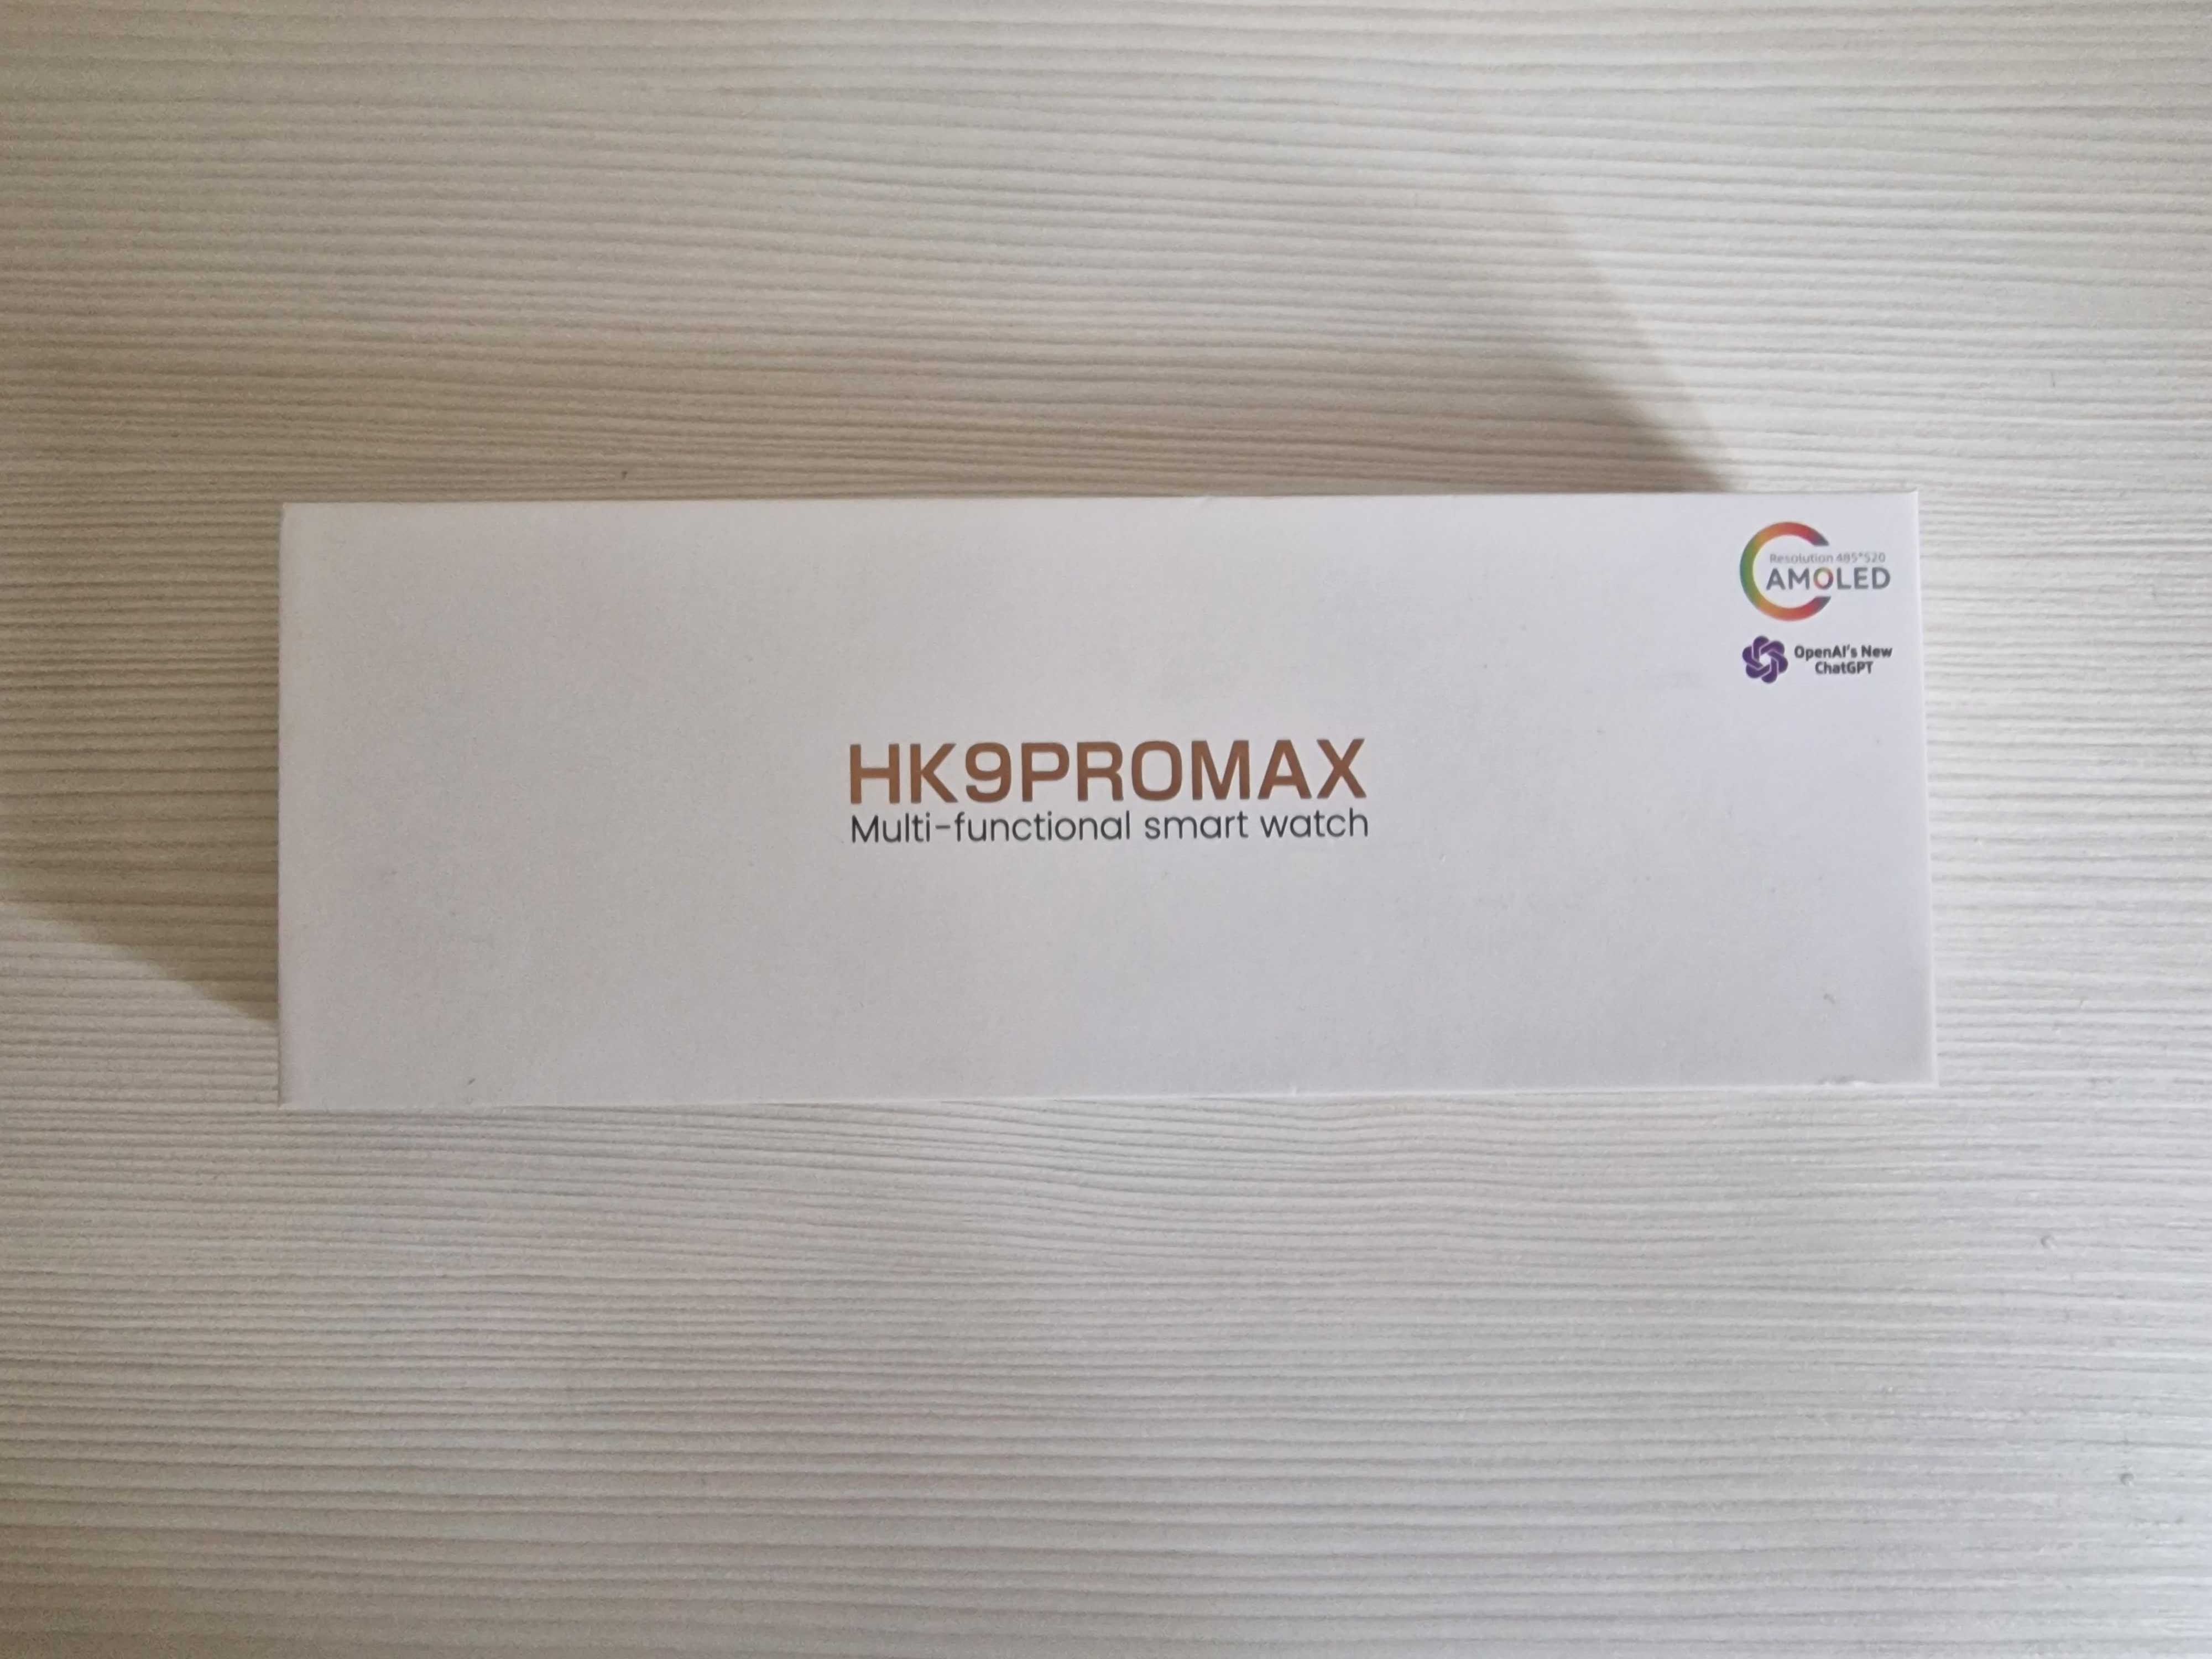 Resolution 485*520
AMOLED
OpenAI's New
ChatGPT
HK9PROMAX
Multi-functional smart watch